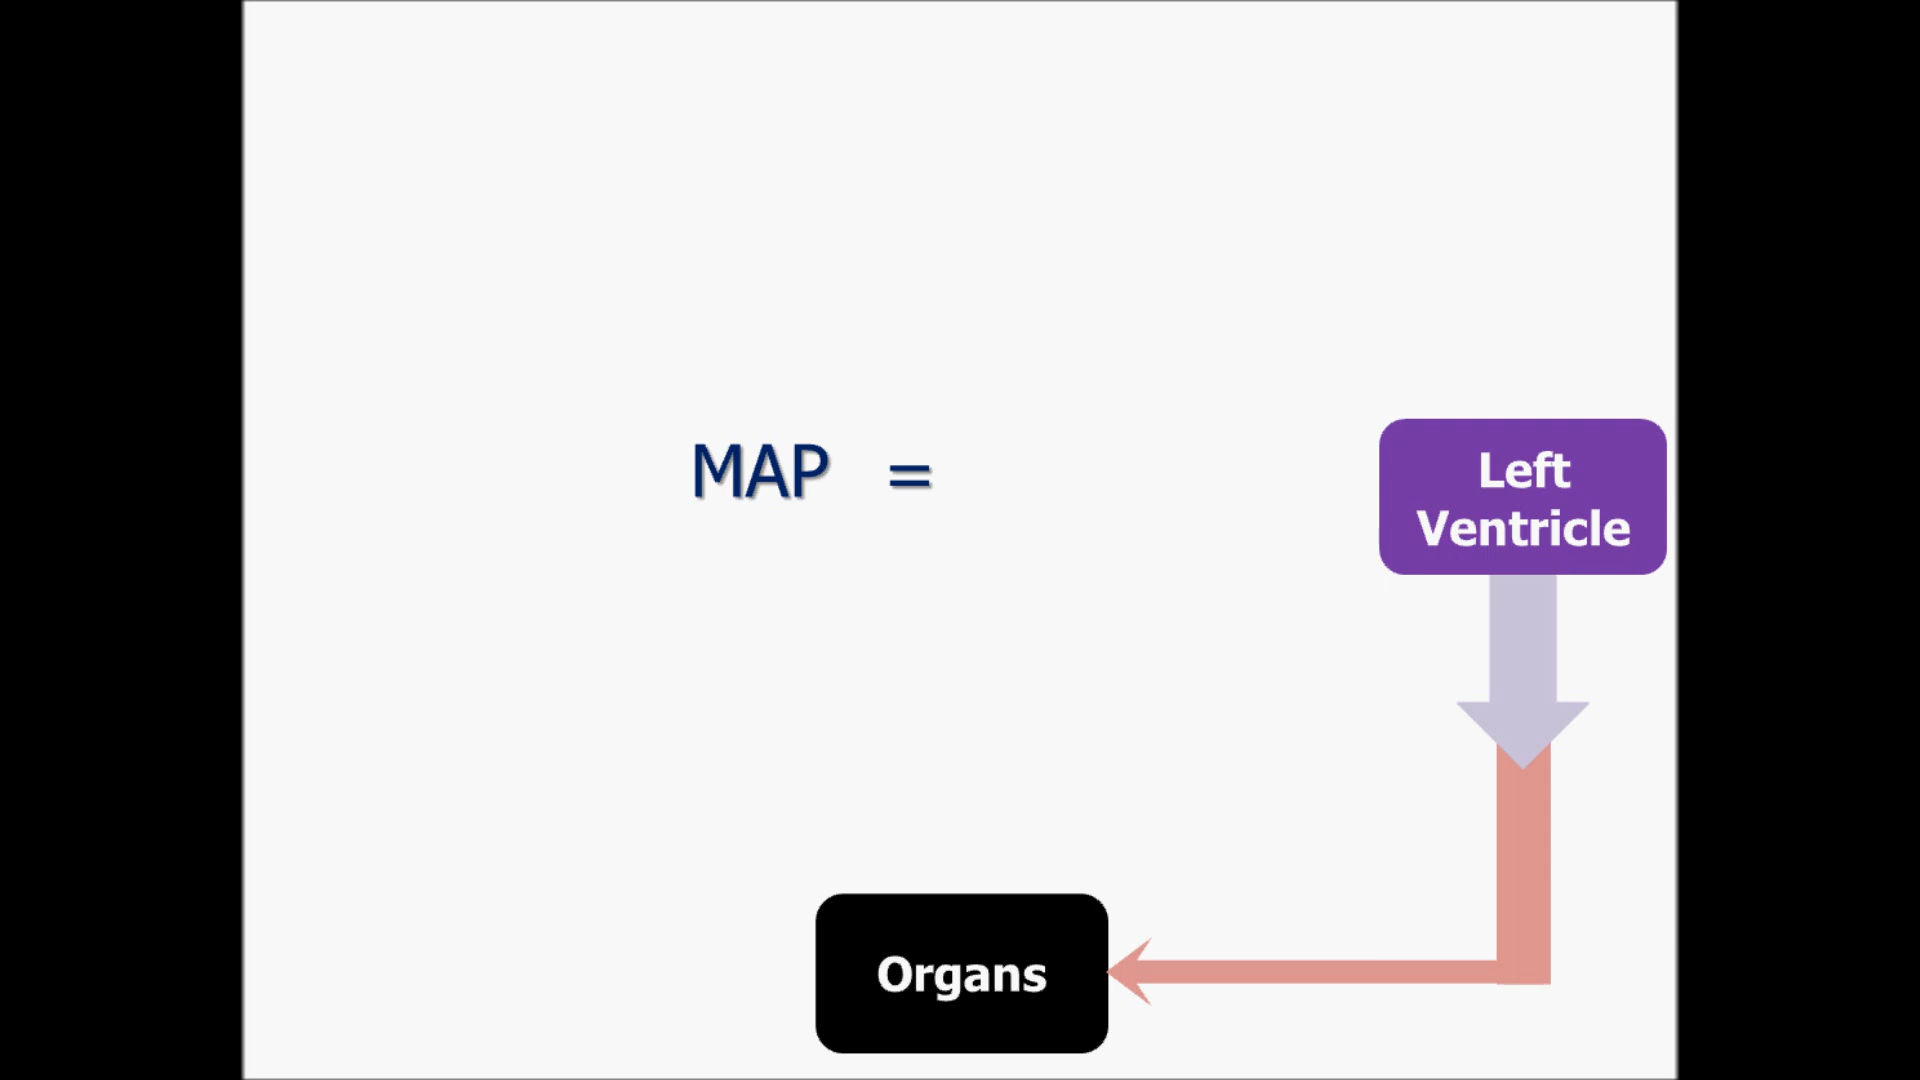 MAP =
Left
Ventricle
Organs